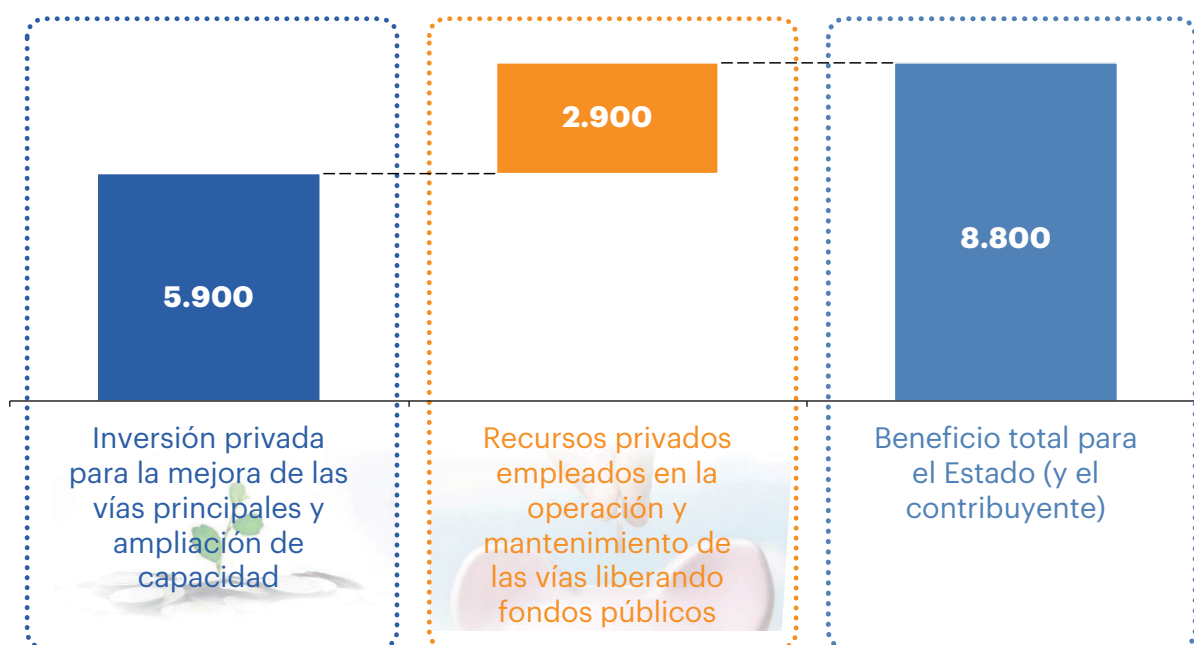 5.900
2.900
8.800
Inversión privada
para la mejora de las
vías principales y
ampliación de
capacidad
Recursos privados
empleados en la
operación y
mantenimiento de
las vías liberando
fondos públicos
Beneficio total para
el Estado (y el
contribuyente)